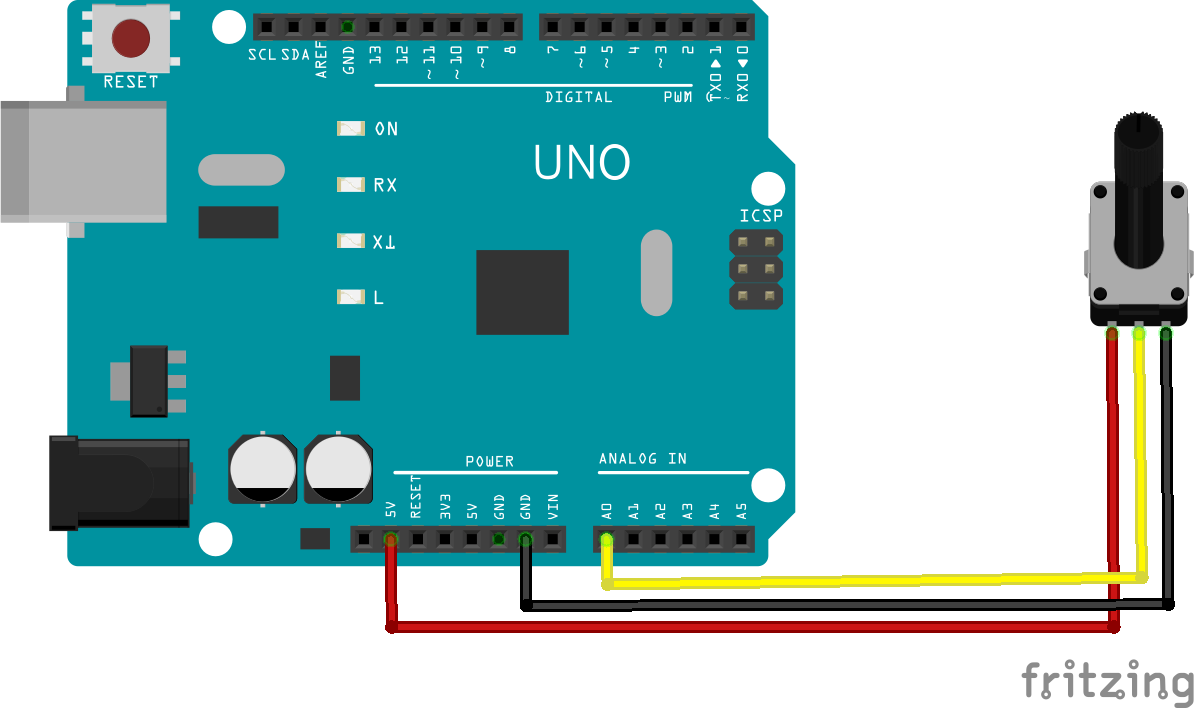 RESET
SCL SDA AREF GND 13 12 ~11 ~10 ~9 8 7 ~6 ~5 4 ~3 2 TX0▶1 RX0◀0
DIGITAL PWM
ON
UNO
RX
TX
ICSP
L
POWER
ANALOG IN
5V RESET 3V3 5V GND GND VIN A0 A1 A2 A3 A4 A5
fritzing